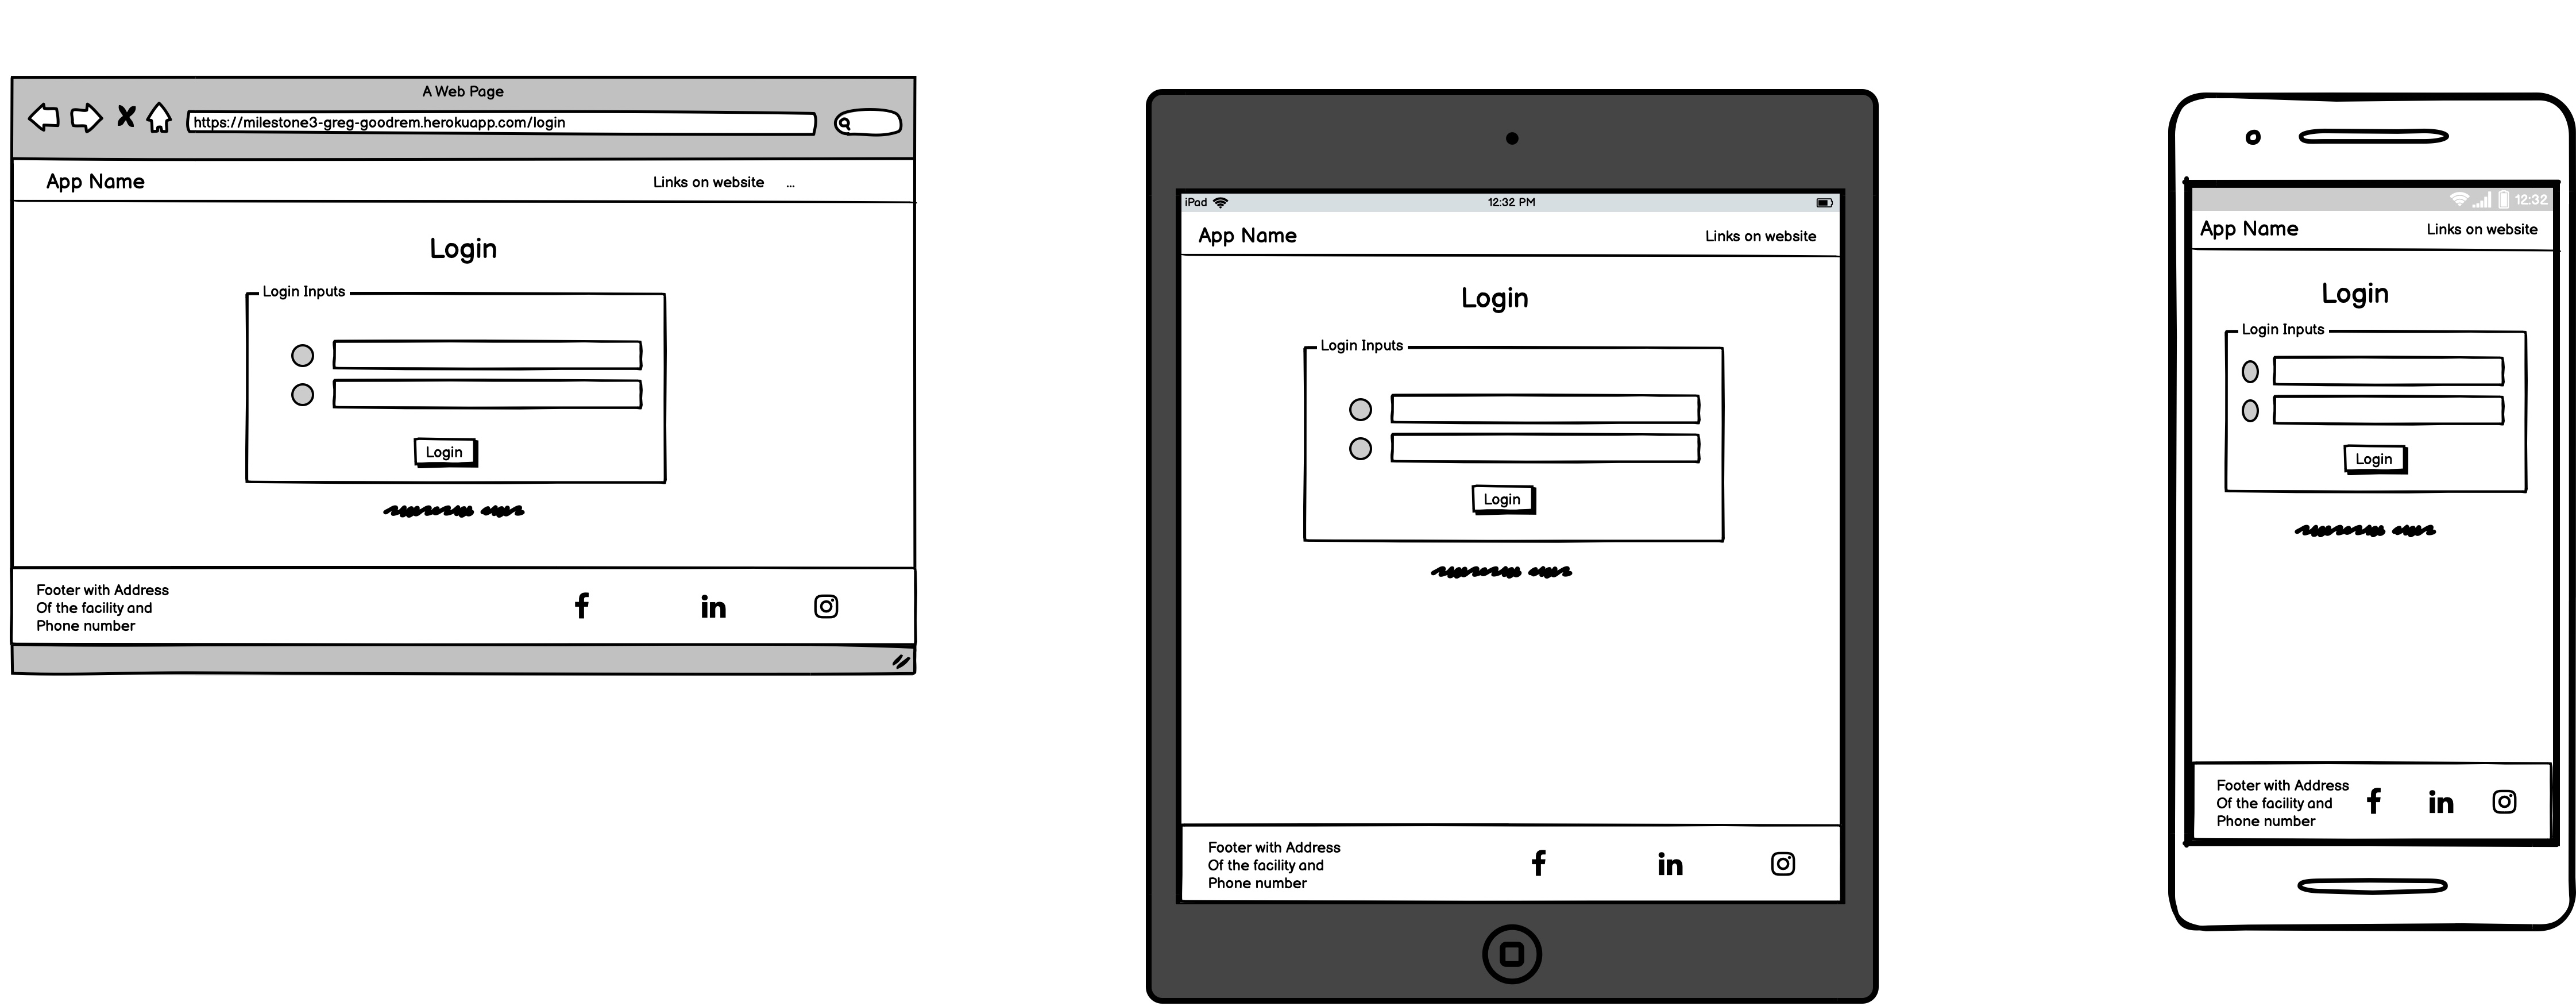 A Web Page
https://milestone3-greg-goodrem.herokuapp.com/login
App Name
Links on website ...
Login
Login Inputs
Login
Footer with Address
Of the facility and
Phone number
f
in
iPad
12:32 PM
App Name
Links on website
Login
Login Inputs
Login
Footer with Address
Of the facility and
Phone number
f
in
12:32
App Name
Links on website
Login
Login Inputs
Login
Footer with Address
Of the facility and
Phone number
f
in